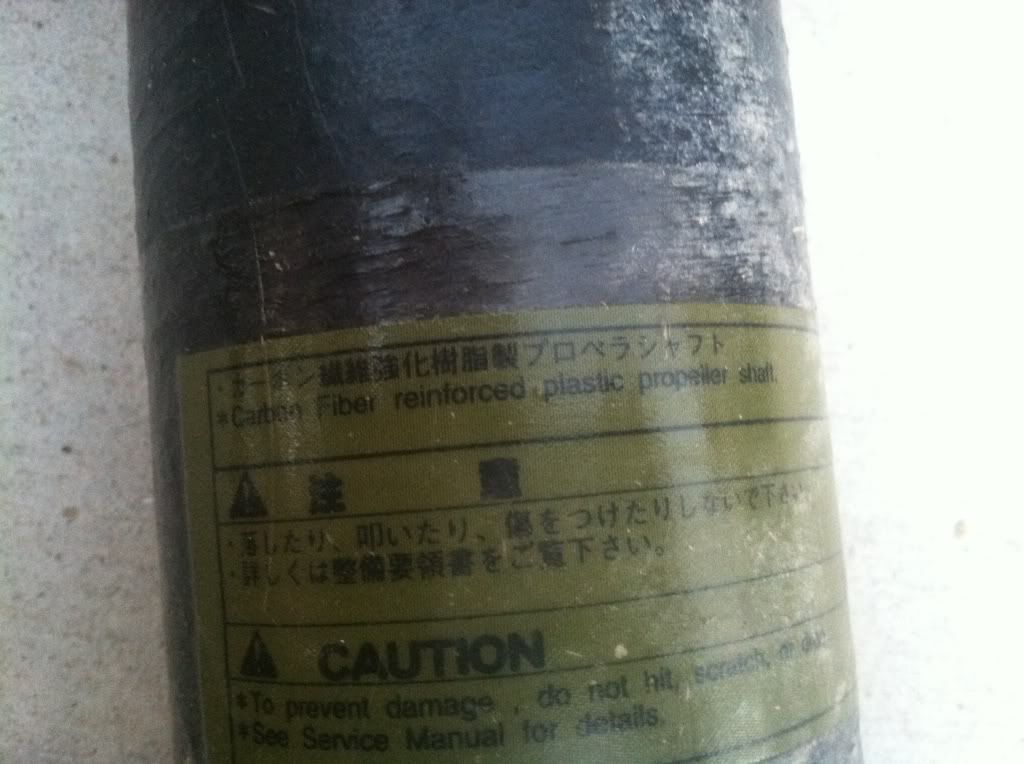 ・カーボン繊維強化樹脂製プロペラシャフト
*Carbon Fiber reinforced plastic propeller shaft.
注 意
・落したり、叩いたり、傷をつけたりしないで下さい。
・詳しくは整備要領書をご覧下さい。
CAUTION
*To prevent damage , do not hit, scratch, or
*See Service Manual for details.